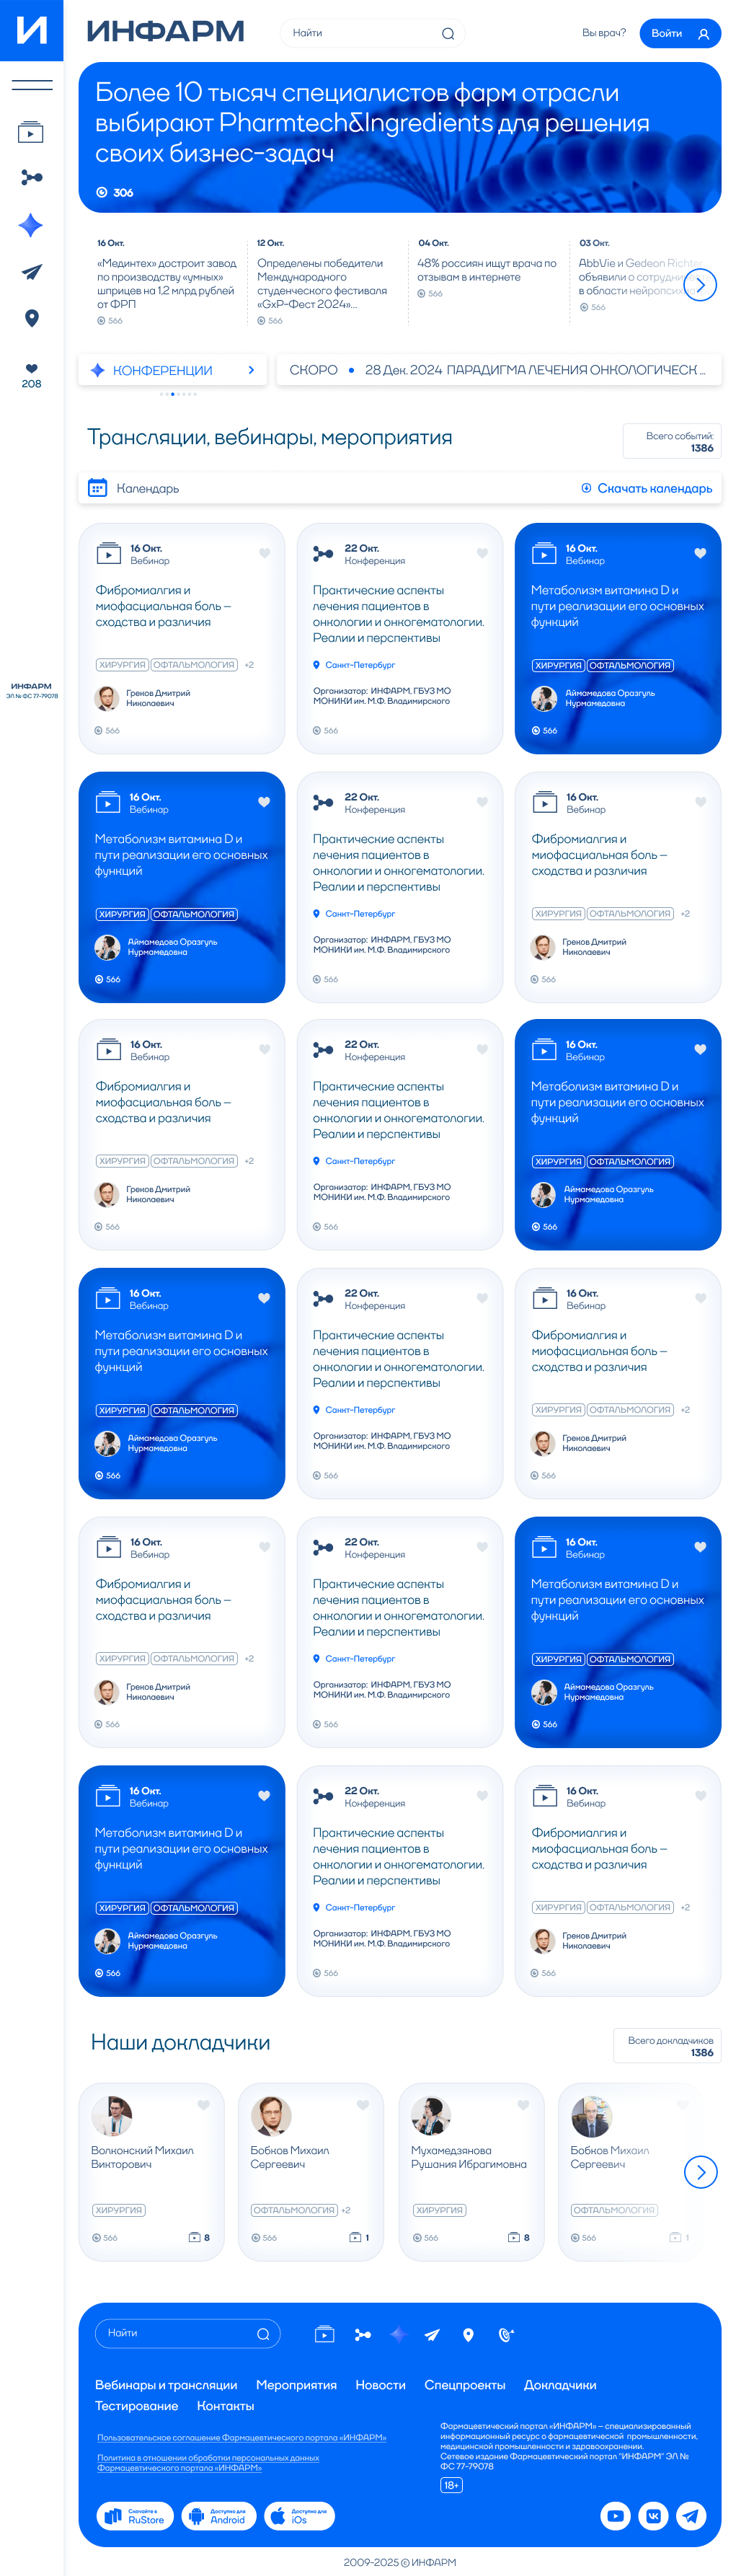 И
ИНФАРМ
Найти
Вы врач?
Войти
Более 10 тысяч специалистов фарм отрасли
выбирают Pharmtech&Ingredients для решения
своих бизнес-задач
306
208
ИНФАРМ
ЭЛ № ФС 77-79078
16 Окт.
«Мединтех» достроит завод
по производству «умных»
шприцев на 1,2 млрд рублей
от ФРП
566
12 Окт.
Определены победители
Международного
студенческого фестиваля
«GxP-Фест 2024»...
566
04 Окт.
48% россиян ищут врача по
отзывам в интернете
566
03 Окт.
AbbVie и Gedeon Richter
объявили о
в области
566
КОНФЕРЕНЦИИ
СКОРО • 28 Дек. 2024 ПАРАДИГМА ЛЕЧЕНИЯ ОНКОЛОГИЧЕСК ...
Трансляции, вебинары, мероприятия
Всего событий:
1386
Календарь
Скачать календарь
16 Окт.
Вебинар
Фибромиалгия и
миофасциальная боль –
сходства и различия
ХИРУРГИЯ ОФТАЛЬМОЛОГИЯ +2
Греков Дмитрий
Николаевич
566
22 Окт.
Конференция
Практические аспекты
лечения пациентов в
онкологии и онкогематологии.
Реалии и перспективы
Санкт-Петербург
Организатор: ИНФАРМ, ГБУЗ МО
МОНИКИ им. М.Ф. Владимирского
566
16 Окт.
Вебинар
Метаболизм витамина D и
пути реализации его основных
функций
ХИРУРГИЯ ОФТАЛЬМОЛОГИЯ
Аймамедова Оразгуль
Нурмамедовна
566
16 Окт.
Вебинар
Метаболизм витамина D и
пути реализации его основных
функций
ХИРУРГИЯ ОФТАЛЬМОЛОГИЯ
Аймамедова Оразгуль
Нурмамедовна
566
22 Окт.
Конференция
Практические аспекты
лечения пациентов в
онкологии и онкогематологии.
Реалии и перспективы
Санкт-Петербург
Организатор: ИНФАРМ, ГБУЗ МО
МОНИКИ им. М.Ф. Владимирского
566
16 Окт.
Вебинар
Фибромиалгия и
миофасциальная боль –
сходства и различия
ХИРУРГИЯ ОФТАЛЬМОЛОГИЯ +2
Греков Дмитрий
Николаевич
566
16 Окт.
Вебинар
Фибромиалгия и
миофасциальная боль –
сходства и различия
ХИРУРГИЯ ОФТАЛЬМОЛОГИЯ +2
Греков Дмитрий
Николаевич
566
22 Окт.
Конференция
Практические аспекты
лечения пациентов в
онкологии и онкогематологии.
Реалии и перспективы
Санкт-Петербург
Организатор: ИНФАРМ, ГБУЗ МО
МОНИКИ им. М.Ф. Владимирского
566
16 Окт.
Вебинар
Метаболизм витамина D и
пути реализации его основных
функций
ХИРУРГИЯ ОФТАЛЬМОЛОГИЯ
Аймамедова Оразгуль
Нурмамедовна
566
16 Окт.
Вебинар
Метаболизм витамина D и
пути реализации его основных
функций
ХИРУРГИЯ ОФТАЛЬМОЛОГИЯ
Аймамедова Оразгуль
Нурмамедовна
566
22 Окт.
Конференция
Практические аспекты
лечения пациентов в
онкологии и онкогематологии.
Реалии и перспективы
Санкт-Петербург
Организатор: ИНФАРМ, ГБУЗ МО
МОНИКИ им. М.Ф. Владимирского
566
16 Окт.
Вебинар
Фибромиалгия и
миофасциальная боль –
сходства и различия
ХИРУРГИЯ ОФТАЛЬМОЛОГИЯ +2
Греков Дмитрий
Николаевич
566
16 Окт.
Вебинар
Фибромиалгия и
миофасциальная боль –
сходства и различия
ХИРУРГИЯ ОФТАЛЬМОЛОГИЯ +2
Греков Дмитрий
Николаевич
566
22 Окт.
Конференция
Практические аспекты
лечения пациентов в
онкологии и онкогематологии.
Реалии и перспективы
Санкт-Петербург
Организатор: ИНФАРМ, ГБУЗ МО
МОНИКИ им. М.Ф. Владимирского
566
16 Окт.
Вебинар
Метаболизм витамина D и
пути реализации его основных
функций
ХИРУРГИЯ ОФТАЛЬМОЛОГИЯ
Аймамедова Оразгуль
Нурмамедовна
566
16 Окт.
Вебинар
Метаболизм витамина D и
пути реализации его основных
функций
ХИРУРГИЯ ОФТАЛЬМОЛОГИЯ
Аймамедова Оразгуль
Нурмамедовна
566
22 Окт.
Конференция
Практические аспекты
лечения пациентов в
онкологии и онкогематологии.
Реалии и перспективы
Санкт-Петербург
Организатор: ИНФАРМ, ГБУЗ МО
МОНИКИ им. М.Ф. Владимирского
566
16 Окт.
Вебинар
Фибромиалгия и
миофасциальная боль –
сходства и различия
ХИРУРГИЯ ОФТАЛЬМОЛОГИЯ +2
Греков Дмитрий
Николаевич
566
Наши докладчики
Всего докладчиков
1386
Волконский Михаил
Викторович
ХИРУРГИЯ
566
8
Бобков Михаил
Сергеевич
ОФТАЛЬМОЛОГИЯ +2
566
1
Мухамедзянова
Рушания Ибрагимовна
ХИРУРГИЯ
566
8
Бобков Михаил
Сергеевич
ОФТАЛЬМОЛОГИЯ
566
1
Найти
Вебинары и трансляции Мероприятия Новости Спецпроекты Докладчики
Тестирование Контакты
Пользовательское соглашение Фармацевтического портала «ИНФАРМ»
Политика в отношении обработки персональных данных
Фармацевтического портала «ИНФАРМ»
Фармацевтический портал «ИНФАРМ» – специализированный
информационный ресурс о фармацевтической промышленности,
медицинской промышленности и здравоохранении.
Сетевое издание Фармацевтический портал "ИНФАРМ" ЭЛ №
ФС 77-79078
18+
Скачайте в
RuStore
Доступно для
Android
Доступно для
iOs
2009-2025 © ИНФАРМ